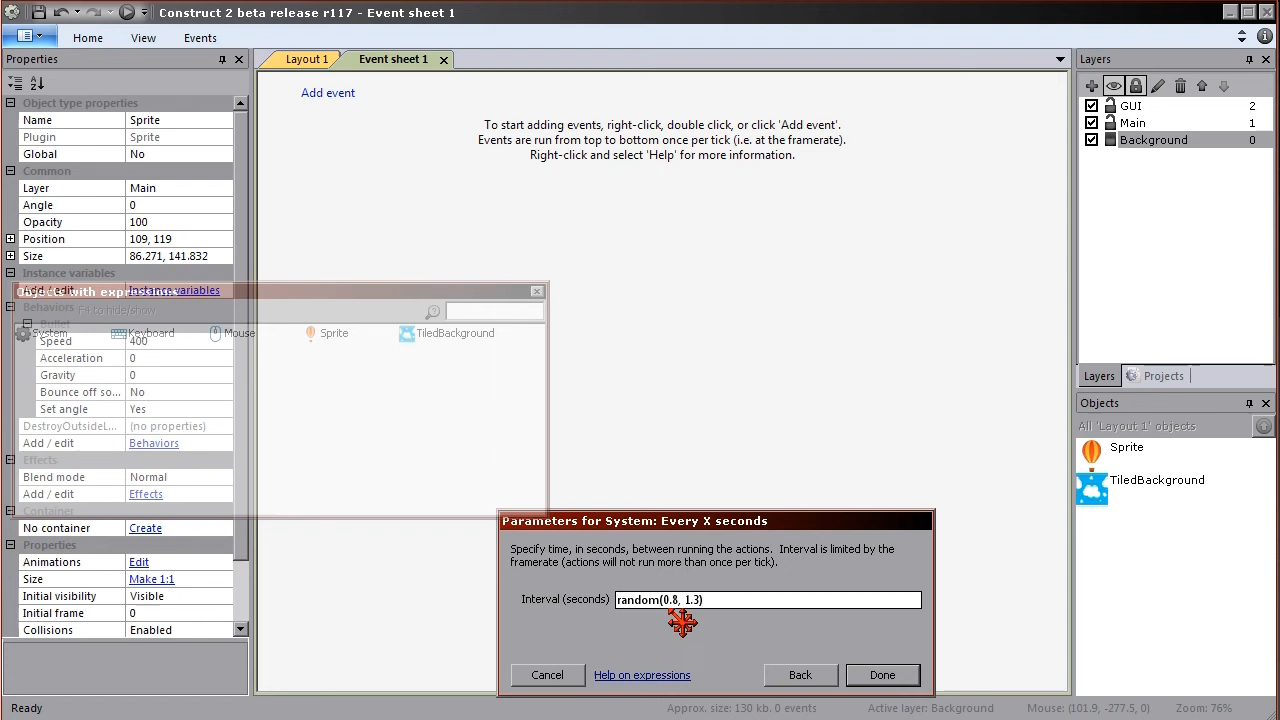 Construct 2 beta release r117 - Event sheet 1
Home View Events
Properties
Object type properties
Name Sprite
Plugin Sprite
Global No
Common
Layer Main
Angle 0
Opacity 100
Position 109, 119
Size 86.271, 141.832
Instance variables
Add / edit Instance variables
Behaviors
Bullet
Speed 400
Acceleration 0
Gravity 0
Bounce off so... No
Set angle Yes
DestroyOutsideL... (no properties)
Add / edit Behaviors
Effects
Blend mode Normal
Add / edit Effects
Container
No container Create
Properties
Animations Edit
Size Make 1:1
Initial visibility Visible
Initial frame 0
Collisions Enabled
Layout 1 Event sheet 1
Add event
To start adding events, right-click, double click, or click 'Add event'.
Events are run from top to bottom once per tick (i.e. at the framerate).
Right-click and select 'Help' for more information.
Objects with expressions
F4 to hide/show
System Keyboard Mouse Sprite TiledBackground
Parameters for System: Every X seconds
Specify time, in seconds, between running the actions. Interval is limited by the
framerate (actions will not run more than once per tick).
Interval (seconds) random(0.8, 1.3)
Cancel Help on expressions Back Done
Layers
GUI 2
Main 1
Background 0
Layers Projects
Objects
All 'Layout 1' objects
Sprite
TiledBackground
Ready Approx. size: 130 kb. 0 events Active layer: Background Mouse: (101.9, -277.5, 0) Zoom: 76%